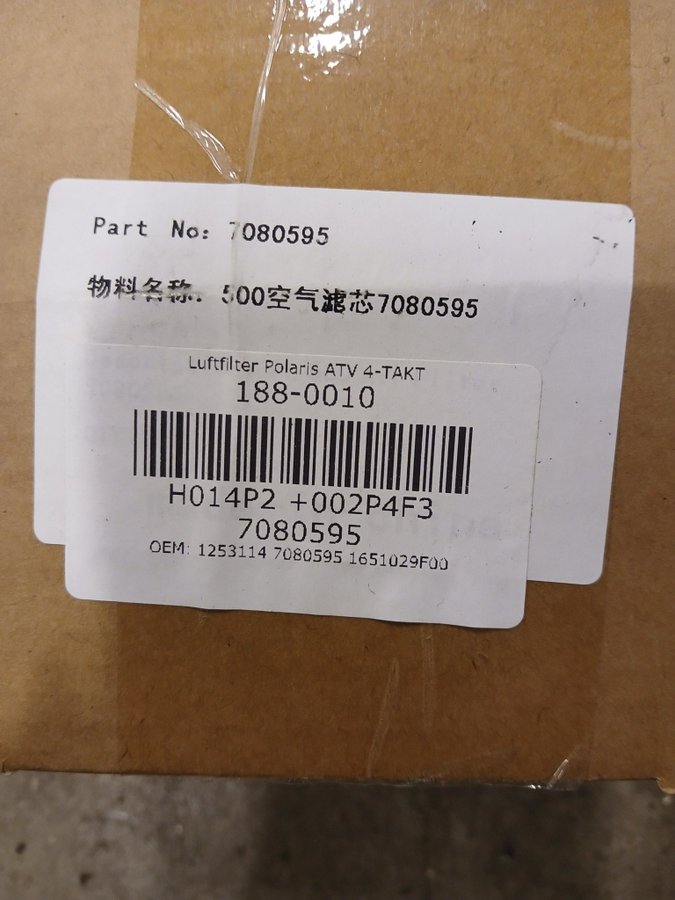 Part No: 7080595
物料名称: 500空气滤芯7080595
Luftfilter Polaris ATV 4-TAKT
188-0010
H014P2 +002P4F3
7080595
OEM: 1253114 7080595 1651029F00